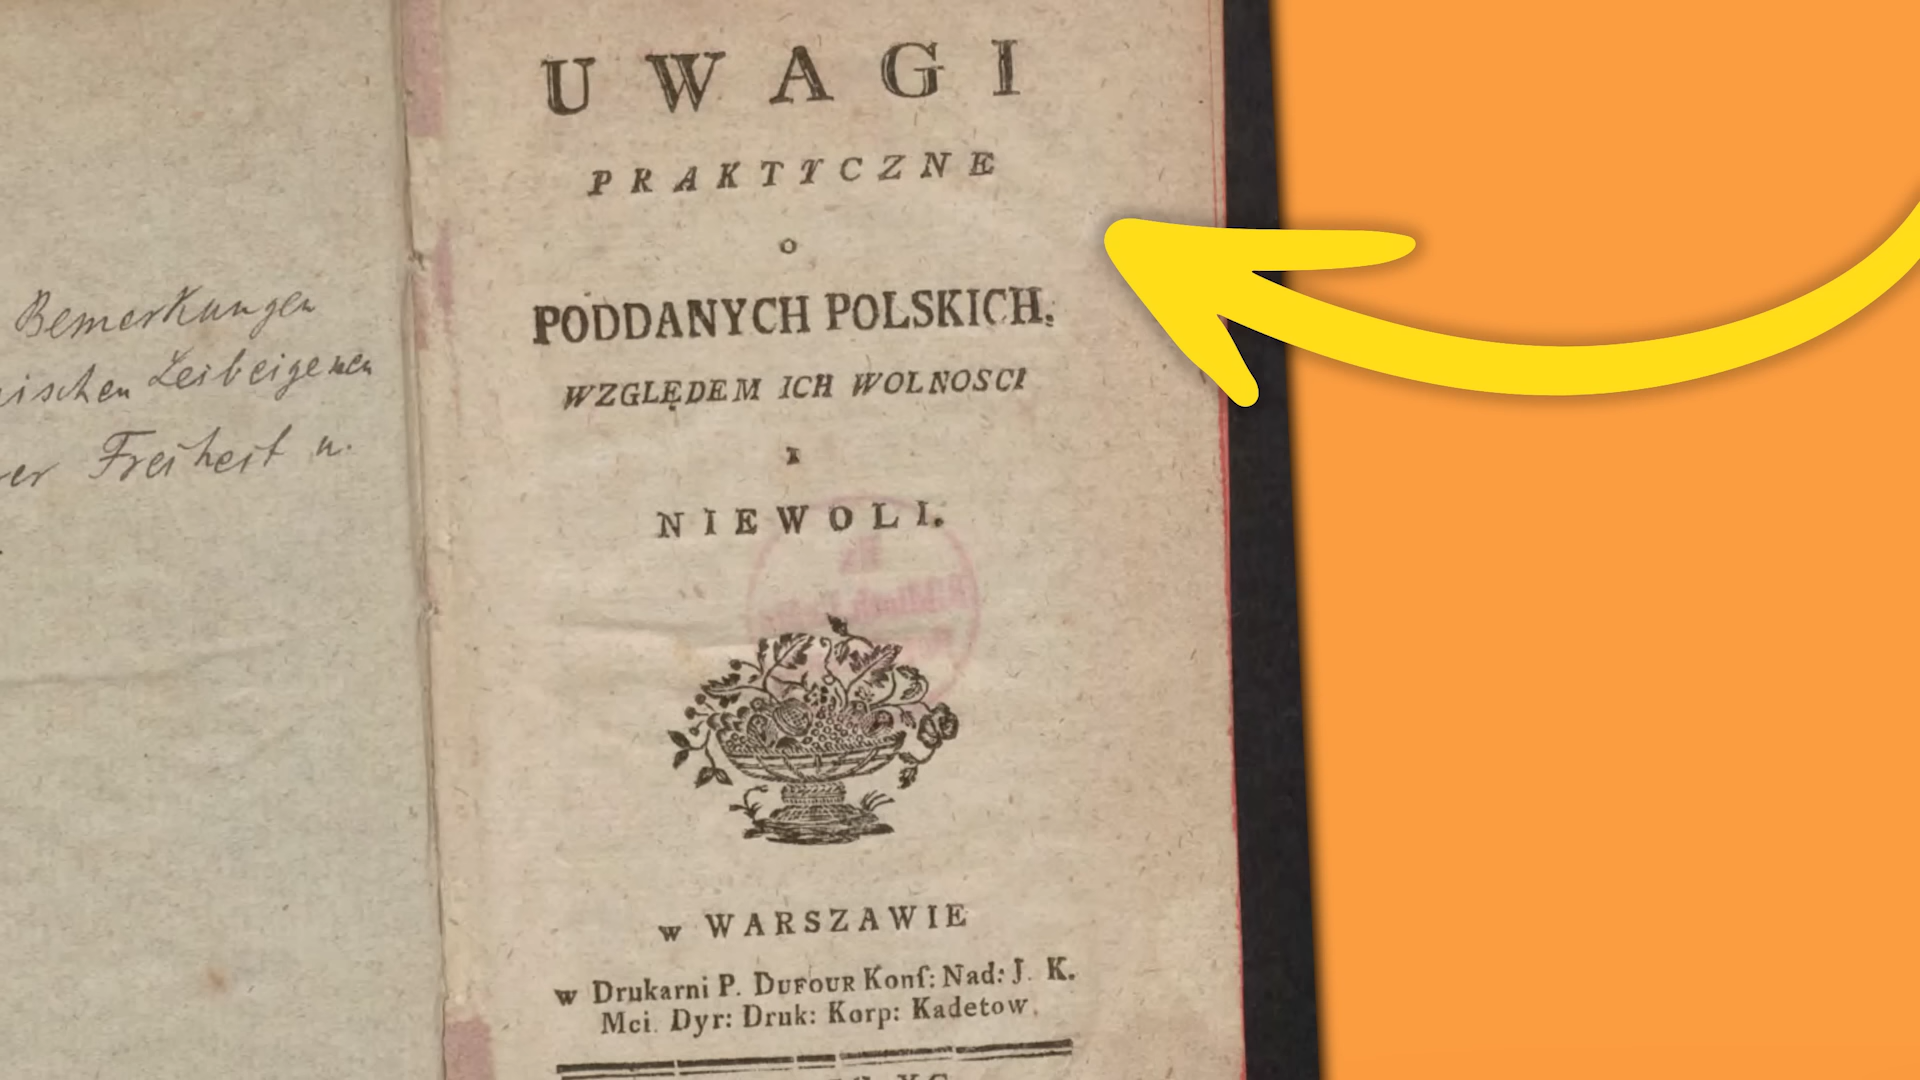 Bemerkungen
ischen Leibeigenen
er Freiheit u.
UWAGI
PRAKTYCZNE
O
PODDANYCH POLSKICH,
WZGLĘDEM ICH WOLNOSCI
I
NIEWOLI.
w WARSZAWIE
w Drukarni P. DUFOUR Konſ: Nad: J. K.
Mci. Dyr: Druk: Korp: Kadetow.